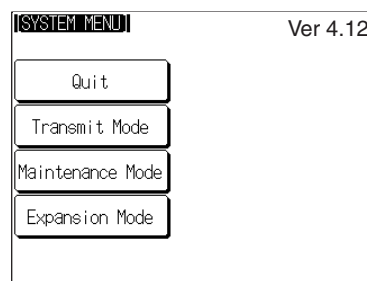 [SYSTEM MENU]
Ver 4.12
Quit
Transmit Mode
Maintenance Mode
Expansion Mode